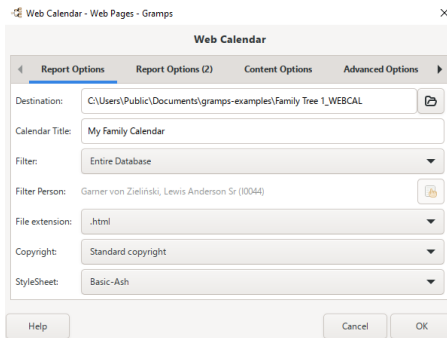 Web Calendar - Web Pages - Gramps
Web Calendar
Report Options Report Options (2) Content Options Advanced Options
Destination: C:\Users\Public\Documents\gramps-examples\Family Tree 1_WEBCAL
Calendar Title: My Family Calendar
Filter: Entire Database
Filter Person: Garner von Zieliński, Lewis Anderson Sr (I0044)
File extension: .html
Copyright: Standard copyright
StyleSheet: Basic-Ash
Help Cancel OK